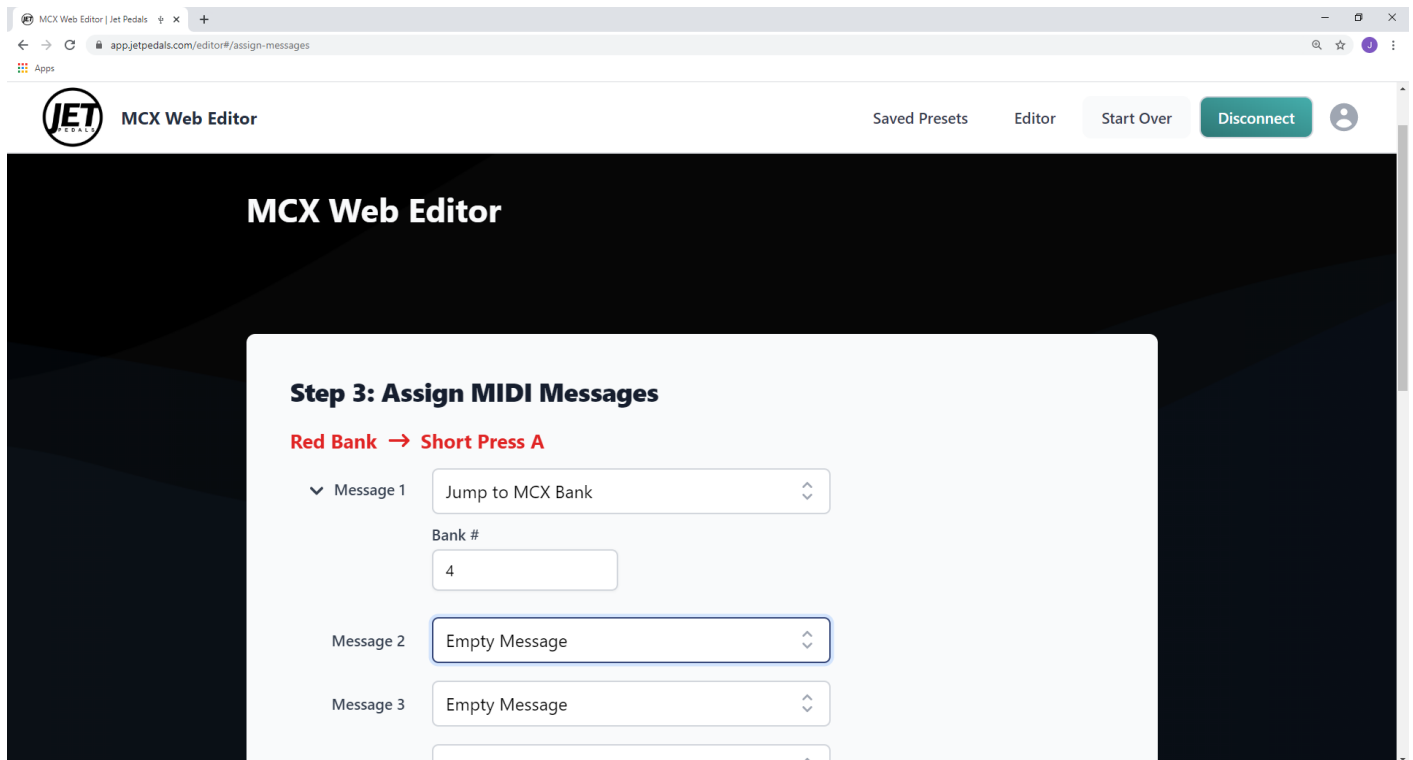 MCX Web Editor | Jet Pedals
app.jetpedals.com/editor#/assign-messages
J
Apps
JET
PEDALS
MCX Web Editor
Saved Presets
Editor
Start Over
Disconnect
MCX Web Editor
Step 3: Assign MIDI Messages
Red Bank → Short Press A
Message 1
Jump to MCX Bank
Bank #
4
Message 2
Empty Message
Message 3
Empty Message